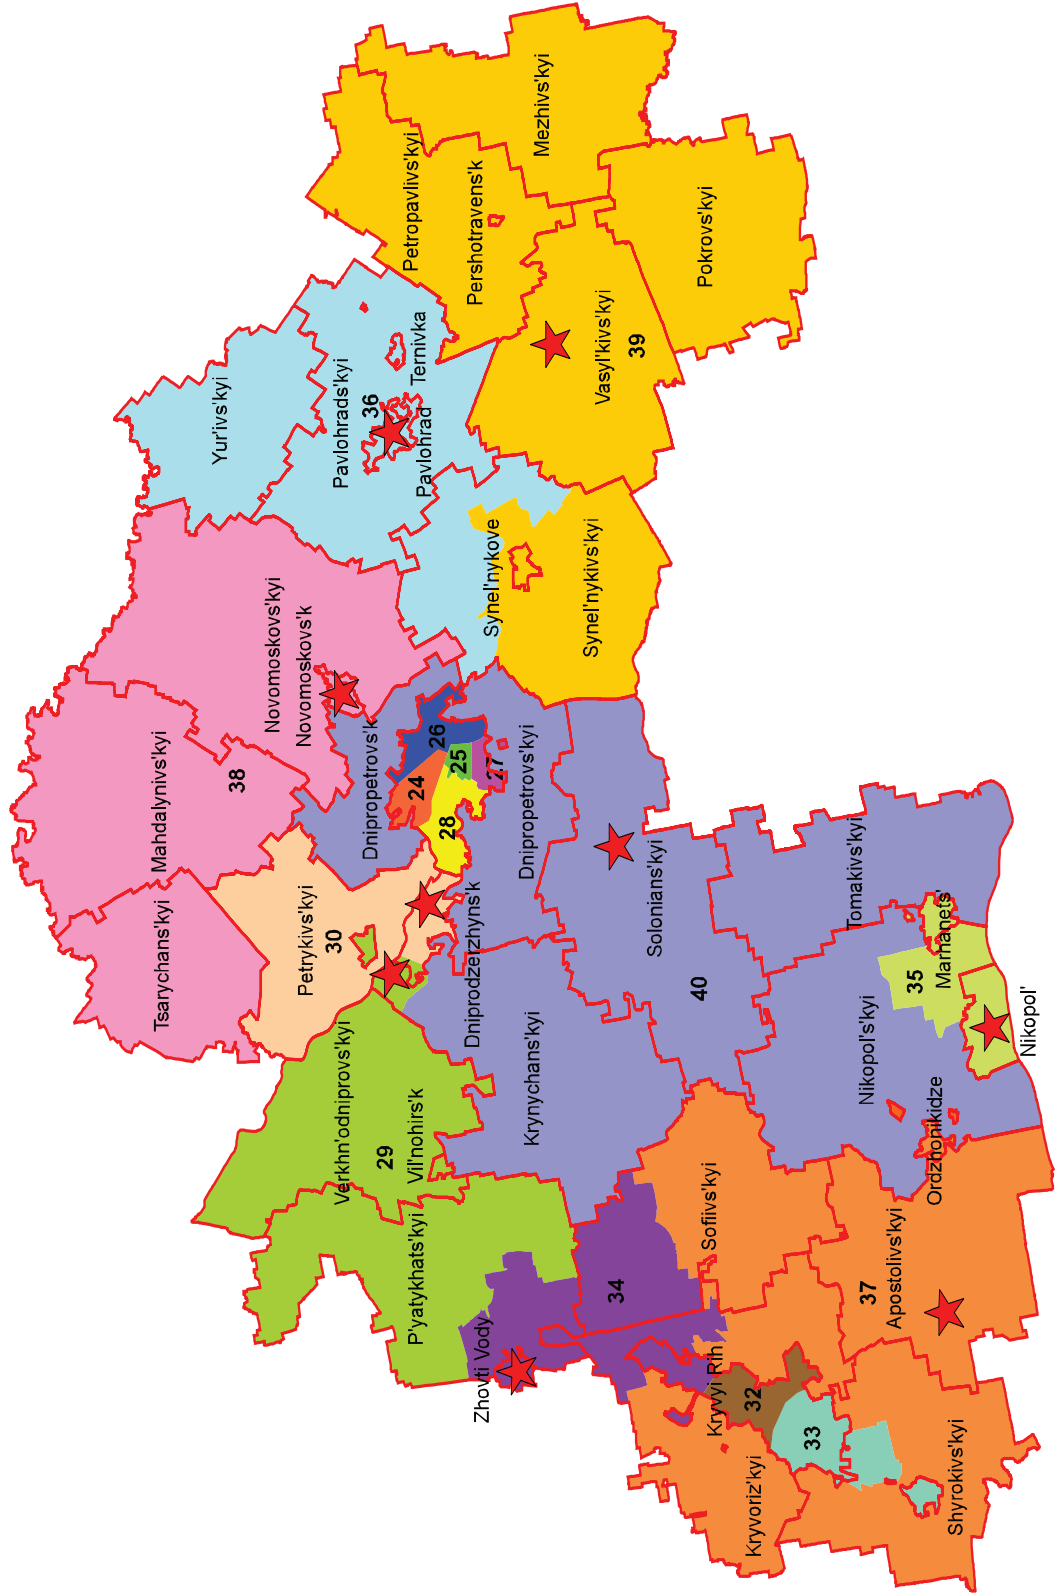 Tsarychans'kyi
Mahdalynivs'kyi
38
Yur'ivs'kyi
Novomoskovs'kyi
Novomoskovs'k
Petrykivs'kyi
30
Pavlohrads'kyi
36
Pavlohrad
Ternivka
Petropavlivs'kyi
Pershotravens'k
Mezhivs'kyi
Verkhn'odniprovs'kyi
29
Vil'nohirs'k
P'yatykhats'kyi
Dnipropetrovs'k
24
26
25
27
28
Dniprodzerzhyns'k
Dnipropetrovs'kyi
Synel'nykove
Synel'nykivs'kyi
Vasyl'kivs'kyi
39
Pokrovs'kyi
Zhovti Vody
34
Krynychans'kyi
Solonians'kyi
40
Sofiivs'kyi
Kryvyi Rih
32
33
Kryvoriz'kyi
Shyrokivs'kyi
37
Apostolivs'kyi
Nikopol's'kyi
Ordzhonikidze
35
Marhanets'
Tomakivs'kyi
Nikopol'